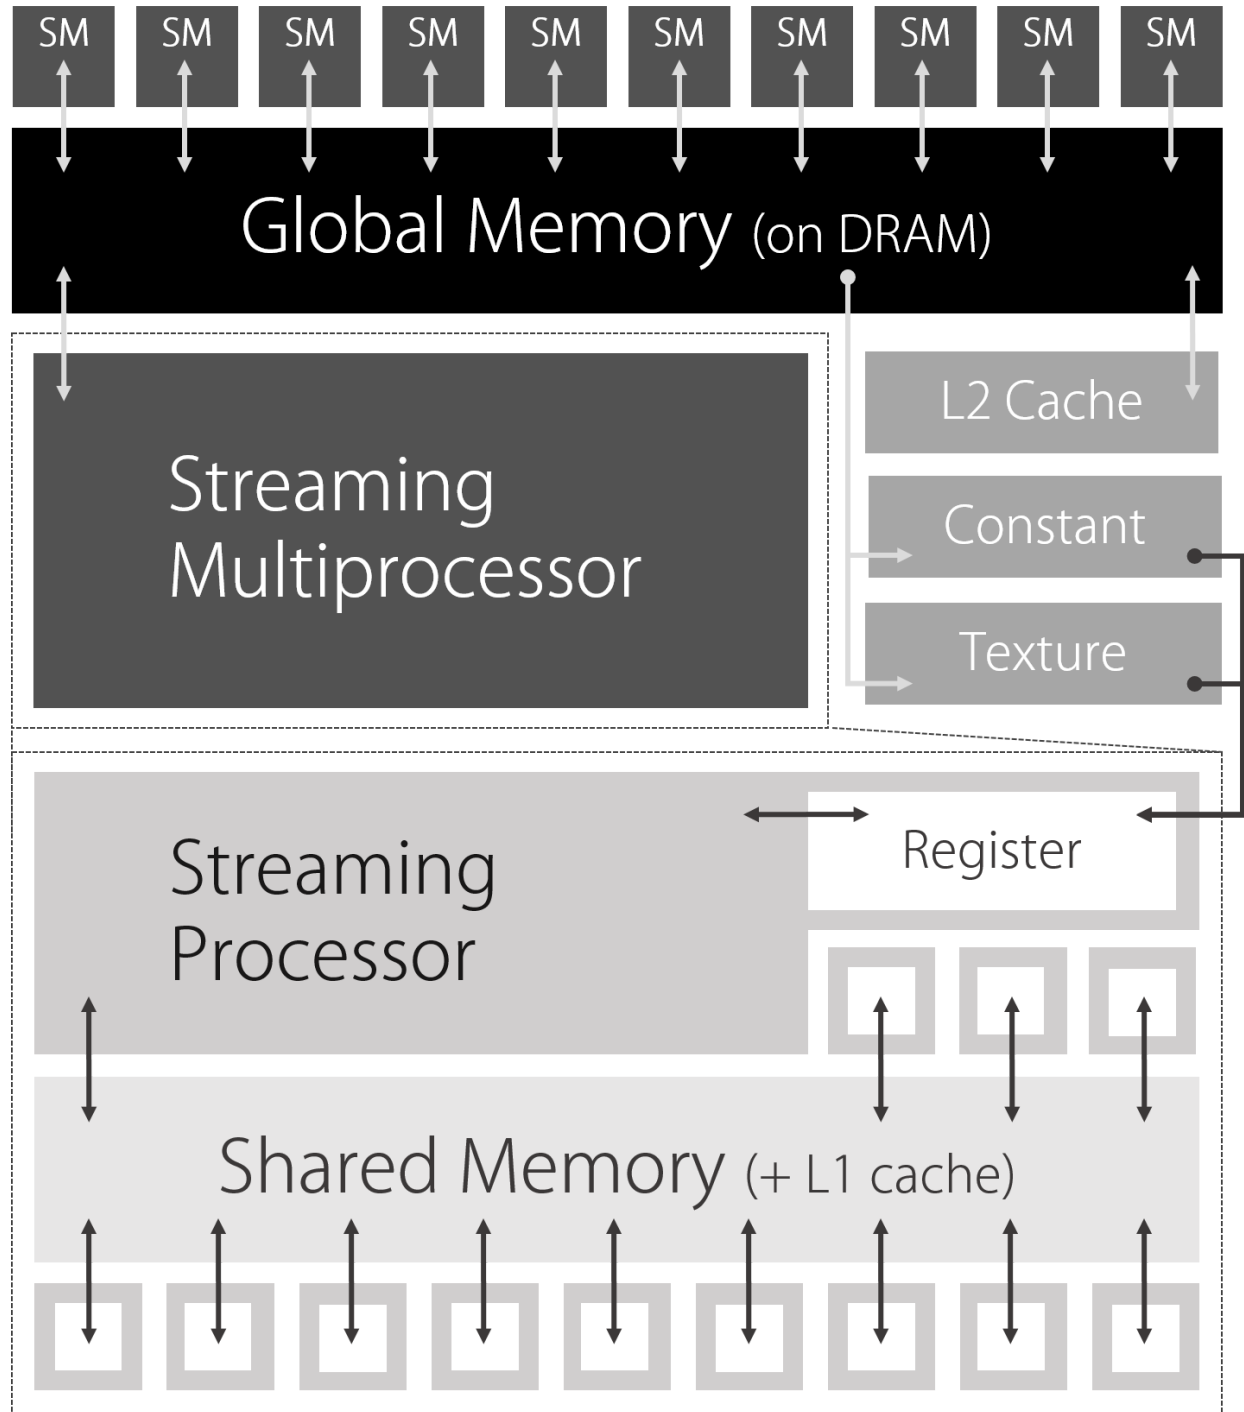 SM SM SM SM SM SM SM SM SM SM
Global Memory (on DRAM)
Streaming
Multiprocessor
L2 Cache
Constant
Texture
Streaming
Processor
Register
Shared Memory (+ L1 cache)